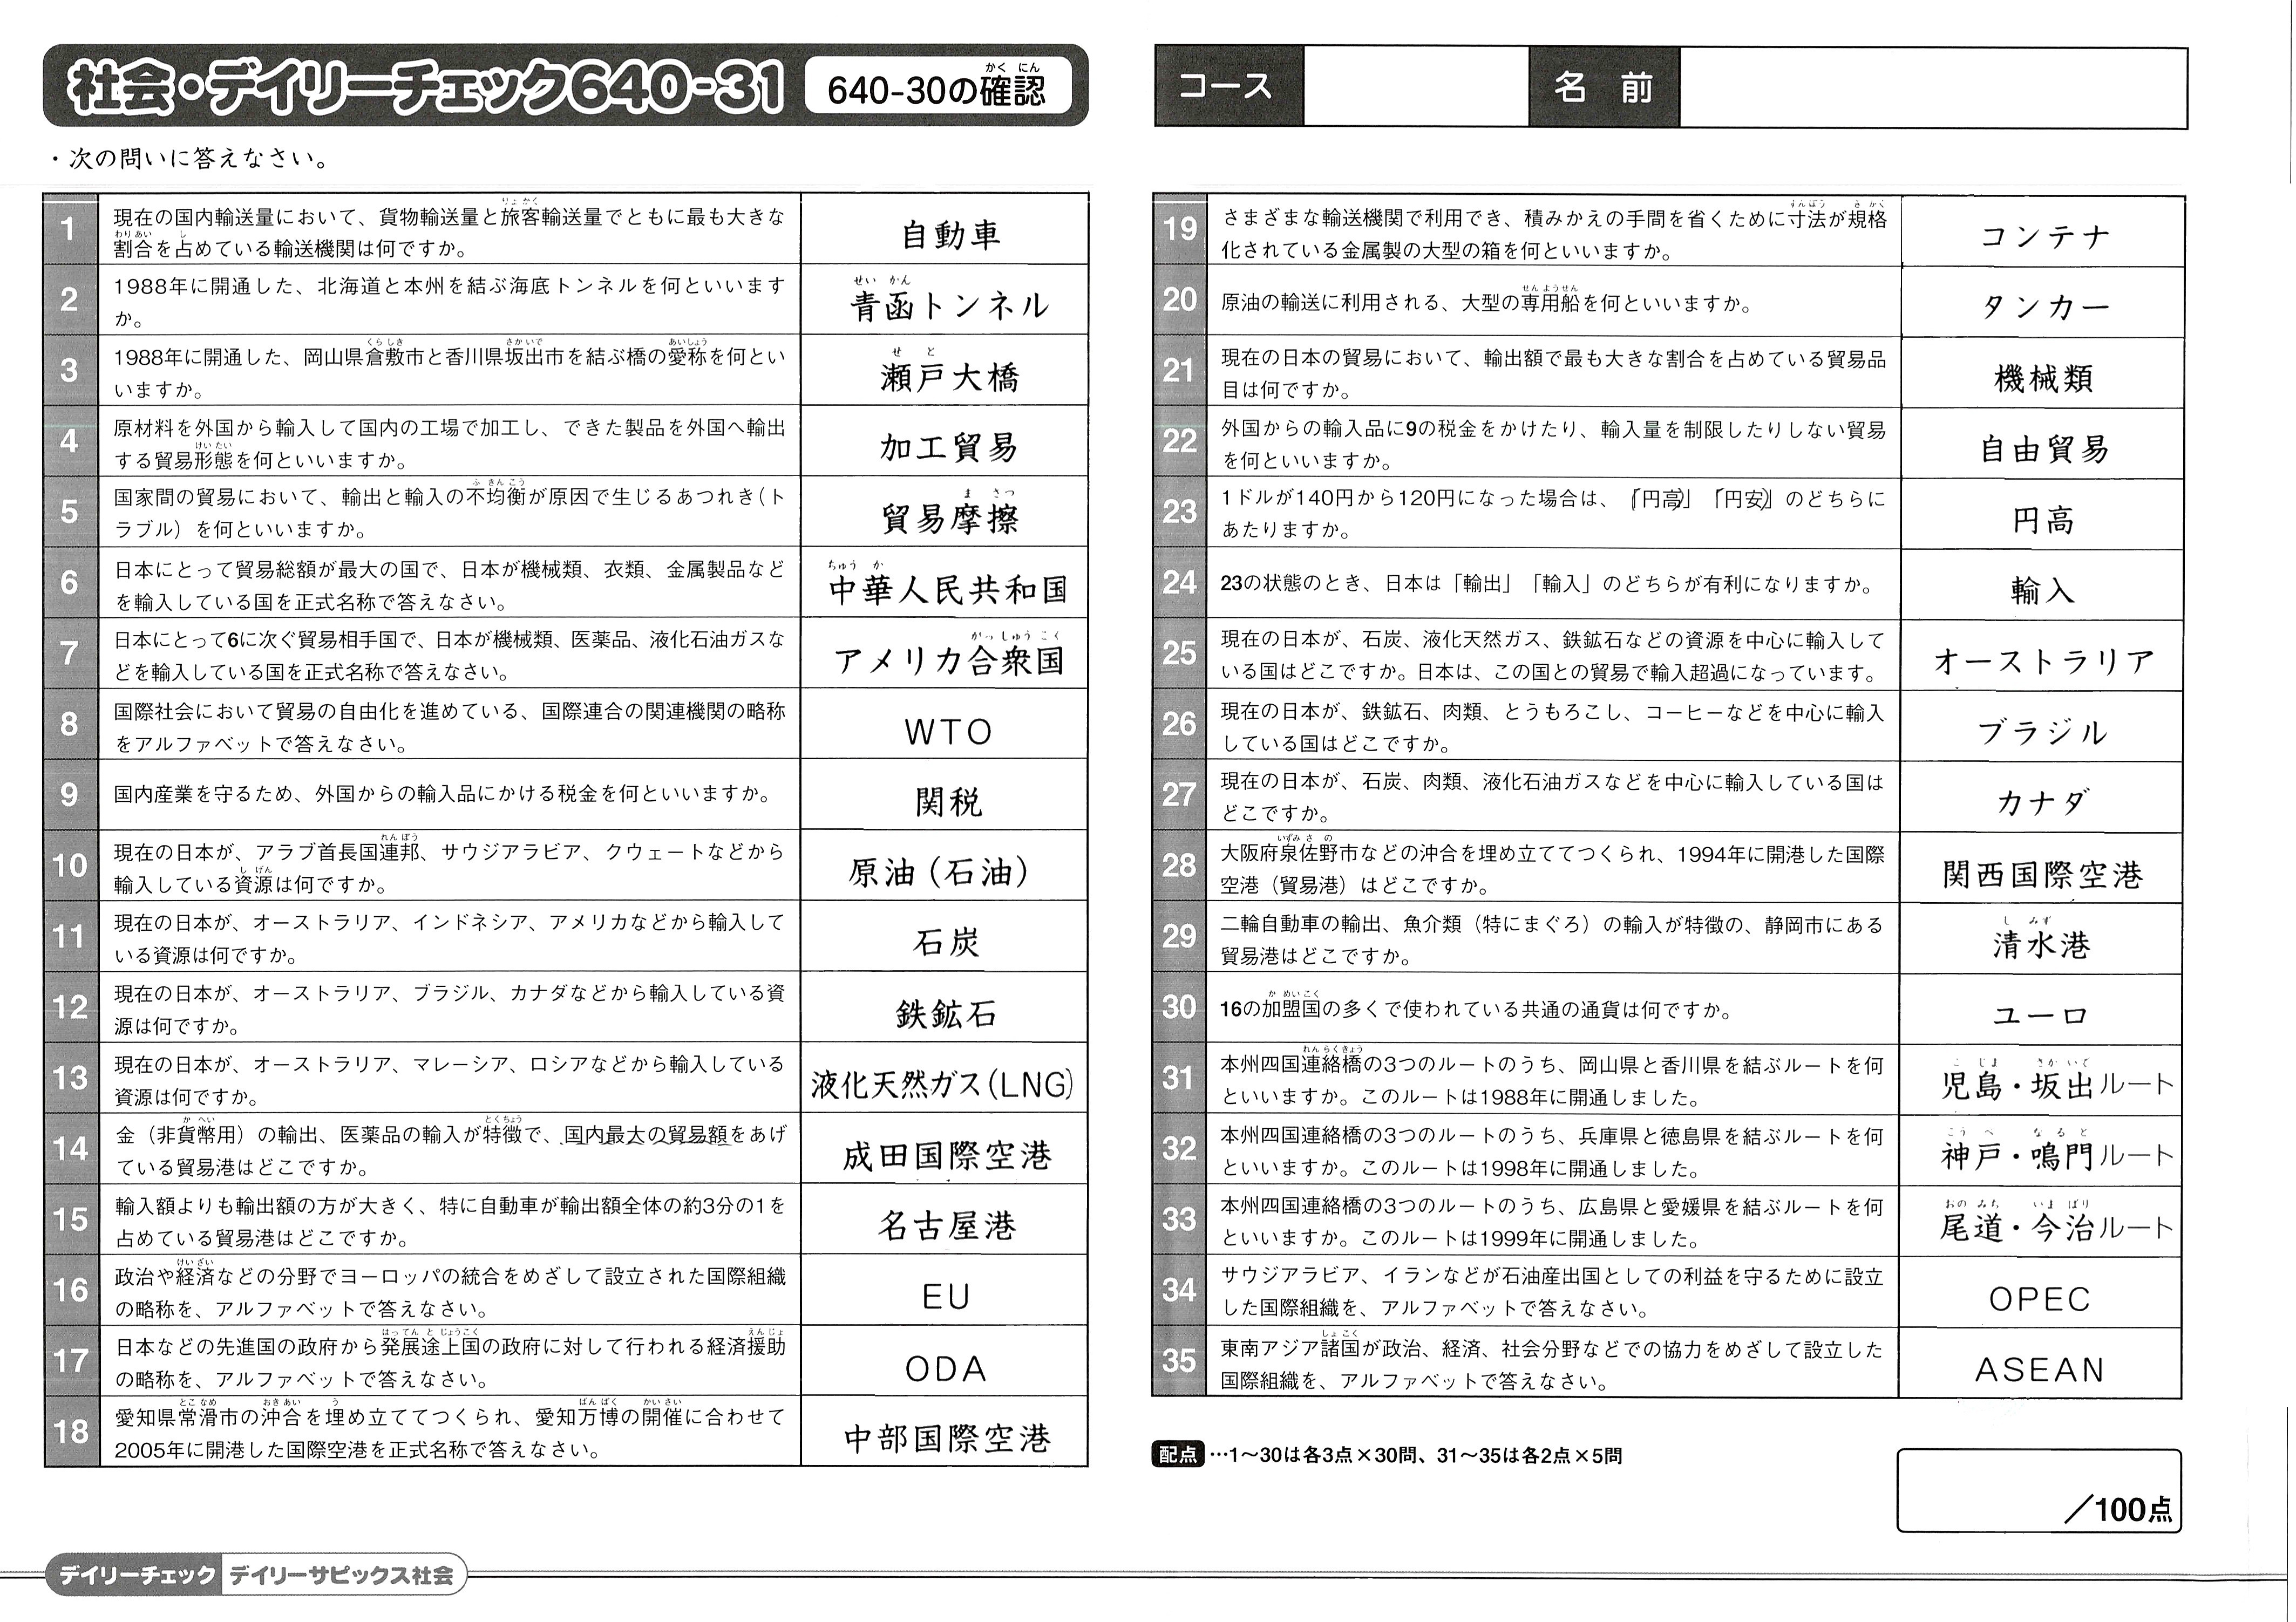 社会・デイリーチェック640-31 640-30の確認
コース 名前
・次の問いに答えなさい。
1 現在の国内輸送量において、貨物輸送量と旅客輸送量でともに最も大きな
割合を占めている輸送機関は何ですか。
自動車
2 1988年に開通した、北海道と本州を結ぶ海底トンネルを何といいます
か。
青函トンネル
3 1988年に開通した、岡山県倉敷市と香川県坂出市を結ぶ橋の愛称を何とい
いますか。
瀬戸大橋
4 原材料を外国から輸入して国内の工場で加工し、できた製品を外国へ輸出
する貿易形態を何といいますか。
加工貿易
5 国家間の貿易において、輸出と輸入の不均衡が原因で生じるあつれき(ト
ラブル)を何といいますか。
貿易摩擦
6 日本にとって貿易総額が最大の国で、日本が機械類、衣類、金属製品など
を輸入している国を正式名称で答えなさい。
中華人民共和国
7 日本にとって6に次ぐ貿易相手国で、日本が機械類、医薬品、液化石油ガスな
どを輸入している国を正式名称で答えなさい。
アメリカ合衆国
8 国際社会において貿易の自由化を進めている、国際連合の関連機関の略称
をアルファベットで答えなさい。
WTO
9 国内産業を守るため、外国からの輸入品にかける税金を何といいますか。
関税
10 現在の日本が、アラブ首長国連邦、サウジアラビア、クウェートなどから
輸入している資源は何ですか。
原油(石油)
11 現在の日本が、オーストラリア、インドネシア、アメリカなどから輸入して
いる資源は何ですか。
石炭
12 現在の日本が、オーストラリア、ブラジル、カナダなどから輸入している資
源は何ですか。
鉄鉱石
13 現在の日本が、オーストラリア、マレーシア、ロシアなどから輸入している
資源は何ですか。
液化天然ガス(LNG)
14 金(非貨幣用)の輸出、医薬品の輸入が特徴で、国内最大の貿易額をあげ
ている貿易港はどこですか。
成田国際空港
15 輸入額よりも輸出額の方が大きく、特に自動車が輸出額全体の約3分の1を
占めている貿易港はどこですか。
名古屋港
16 政治や経済などの分野でヨーロッパの統合をめざして設立された国際組織
の略称を、アルファベットで答えなさい。
EU
17 日本などの先進国の政府から発展途上国の政府に対して行われる経済援助
の略称を、アルファベットで答えなさい。
ODA
18 愛知県常滑市の沖合を埋め立ててつくられ、愛知万博の開催に合わせて
2005年に開港した国際空港を正式名称で答えなさい。
中部国際空港
19 さまざまな輸送機関で利用でき、積みかえの手間を省くために寸法が規格
化されている金属製の大型の箱を何といいますか。
コンテナ
20 原油の輸送に利用される、大型の専用船を何といいますか。
タンカー
21 現在の日本の貿易において、輸出額で最も大きな割合を占めている貿易品
目は何ですか。
機械類
22 外国からの輸入品に9の税金をかけたり、輸入量を制限したりしない貿易
を何といいますか。
自由貿易
23 1ドルが140円から120円になった場合は、「円高」「円安」のどちらに
あたりますか。
円高
24 23の状態のとき、日本は「輸出」「輸入」のどちらが有利になりますか。
輸入
25 現在の日本が、石炭、液化天然ガス、鉄鉱石などの資源を中心に輸入して
いる国はどこですか。日本は、この国との貿易で輸入超過になっています。
オーストラリア
26 現在の日本が、鉄鉱石、肉類、とうもろこし、コーヒーなどを中心に輸入
している国はどこですか。
ブラジル
27 現在の日本が、石炭、肉類、液化石油ガスなどを中心に輸入している国は
どこですか。
カナダ
28 大阪府泉佐野市などの沖合を埋め立ててつくられ、1994年に開港した国際
空港(貿易港)はどこですか。
関西国際空港
29 二輪自動車の輸出、魚介類(特にまぐろ)の輸入が特徴の、静岡市にある
貿易港はどこですか。
清水港
30 16の加盟国の多くで使われている共通の通貨は何ですか。
ユーロ
31 本州四国連絡橋の3つのルートのうち、岡山県と香川県を結ぶルートを何
といいますか。このルートは1988年に開通しました。
児島・坂出ルート
32 本州四国連絡橋の3つのルートのうち、兵庫県と徳島県を結ぶルートを何
といいますか。このルートは1998年に開通しました。
神戸・鳴門ルート
33 本州四国連絡橋の3つのルートのうち、広島県と愛媛県を結ぶルートを何
といいますか。このルートは1999年に開通しました。
尾道・今治ルート
34 サウジアラビア、イランなどが石油産出国としての利益を守るために設立
した国際組織を、アルファベットで答えなさい。
OPEC
35 東南アジア諸国が政治、経済、社会分野などでの協力をめざして設立した
国際組織を、アルファベットで答えなさい。
ASEAN
配点…1～30は各3点×30問、31～35は各2点×5問
/100点
デイリーチェック デイリーサピックス社会